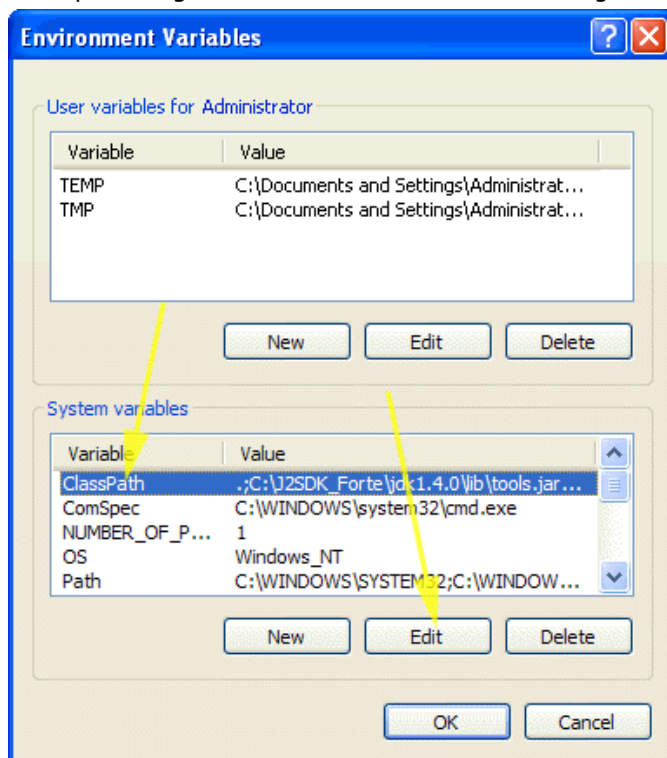 Environment Variables
User variables for Administrator
Variable Value
TEMP C:\Documents and Settings\Administrat...
TMP C:\Documents and Settings\Administrat...
New Edit Delete
System variables
Variable Value
ClassPath .;C:\J2SDK_Forte\jdk1.4.0\lib\tools.jar...
ComSpec C:\WINDOWS\system32\cmd.exe
NUMBER_OF_P... 1
OS Windows_NT
Path C:\WINDOWS\SYSTEM32;C:\WINDOW...
New Edit Delete
OK Cancel